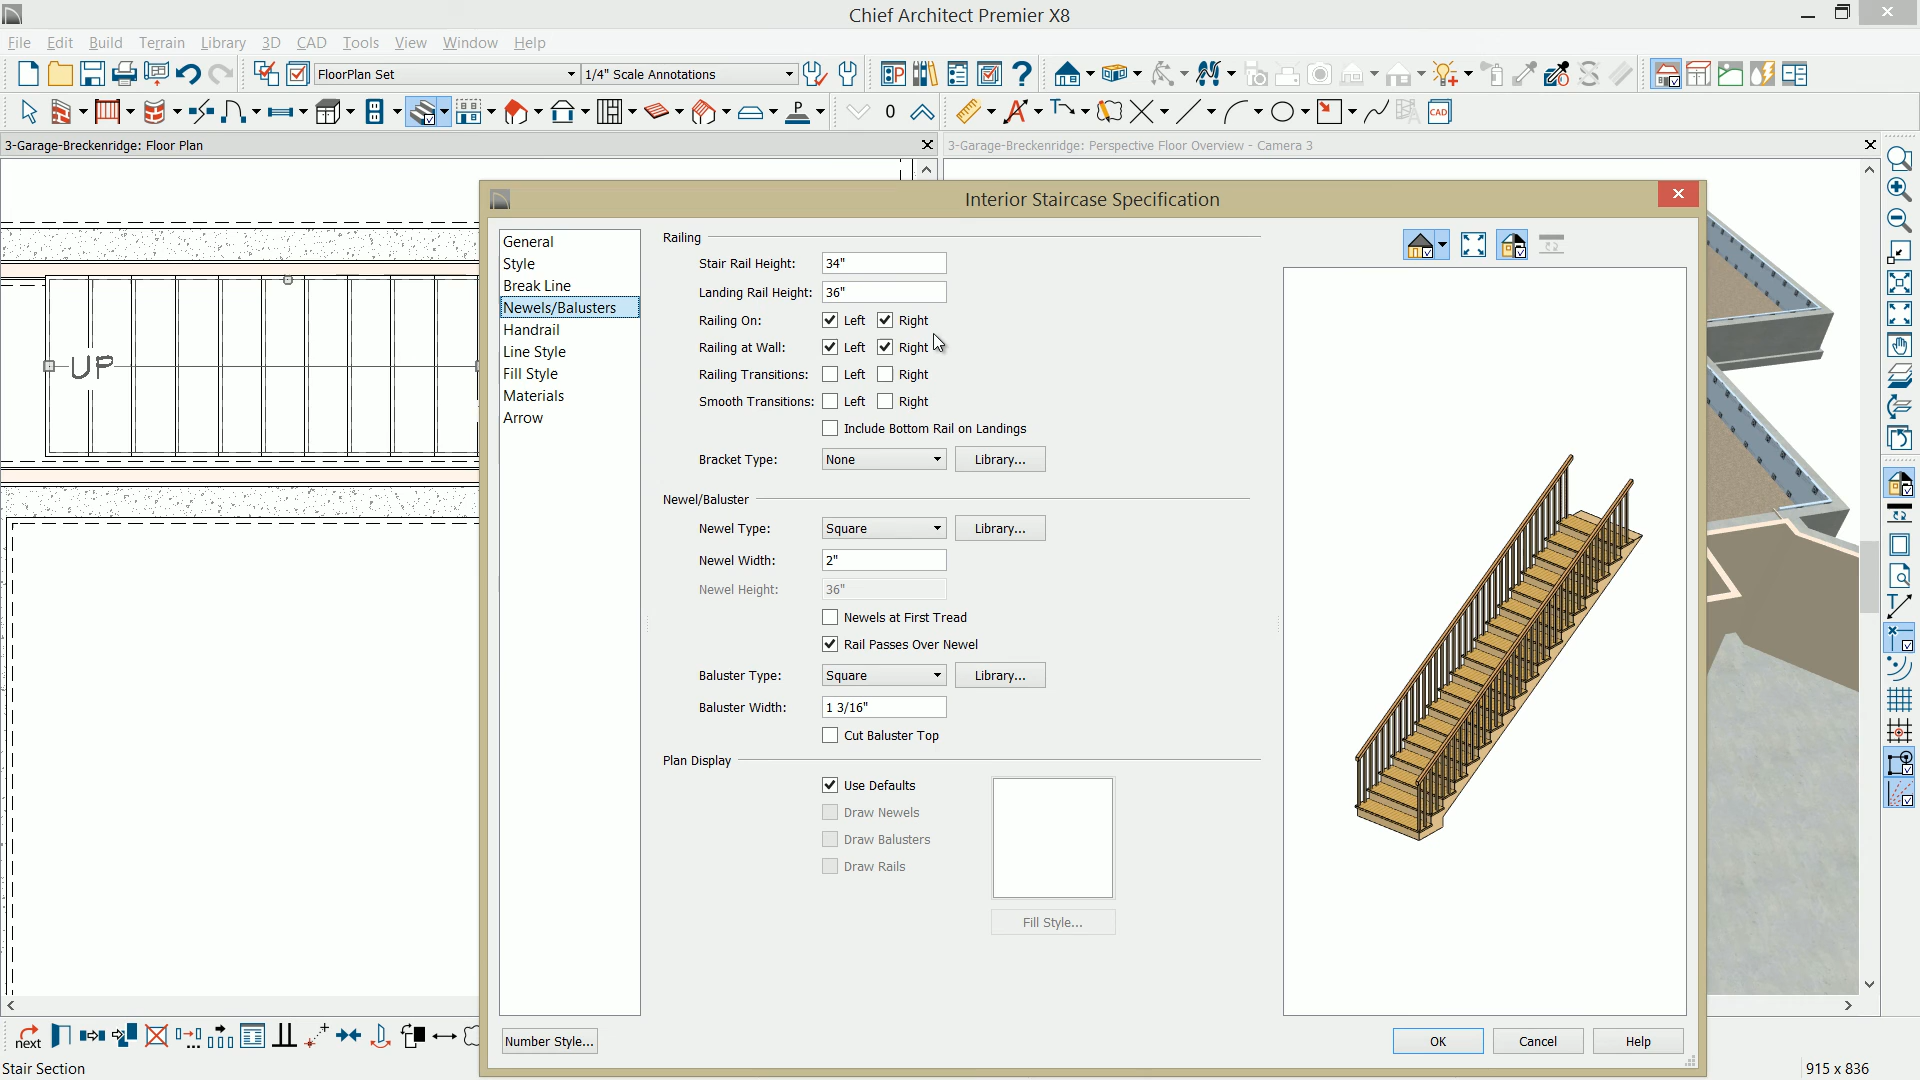 Chief Architect Premier X8
File Edit Build Terrain Library 3D CAD Tools View Window Help
FloorPlan Set
1/4" Scale Annotations
0
CAD
3-Garage-Breckenridge: Floor Plan
3-Garage-Breckenridge: Perspective Floor Overview - Camera 3
UP
Interior Staircase Specification
General
Style
Break Line
Newels/Balusters
Handrail
Line Style
Fill Style
Materials
Arrow
Railing
Stair Rail Height: 34"
Landing Rail Height: 36"
Railing On: Left Right
Railing at Wall: Left Right
Railing Transitions: Left Right
Smooth Transitions: Left Right
Include Bottom Rail on Landings
Bracket Type: None Library...
Newel/Baluster
Newel Type: Square Library...
Newel Width: 2"
Newel Height: 36"
Newels at First Tread
Rail Passes Over Newel
Baluster Type: Square Library...
Baluster Width: 1 3/16"
Cut Baluster Top
Plan Display
Use Defaults
Draw Newels
Draw Balusters
Draw Rails
Fill Style...
Number Style...
OK Cancel Help
next
Stair Section
915 x 836